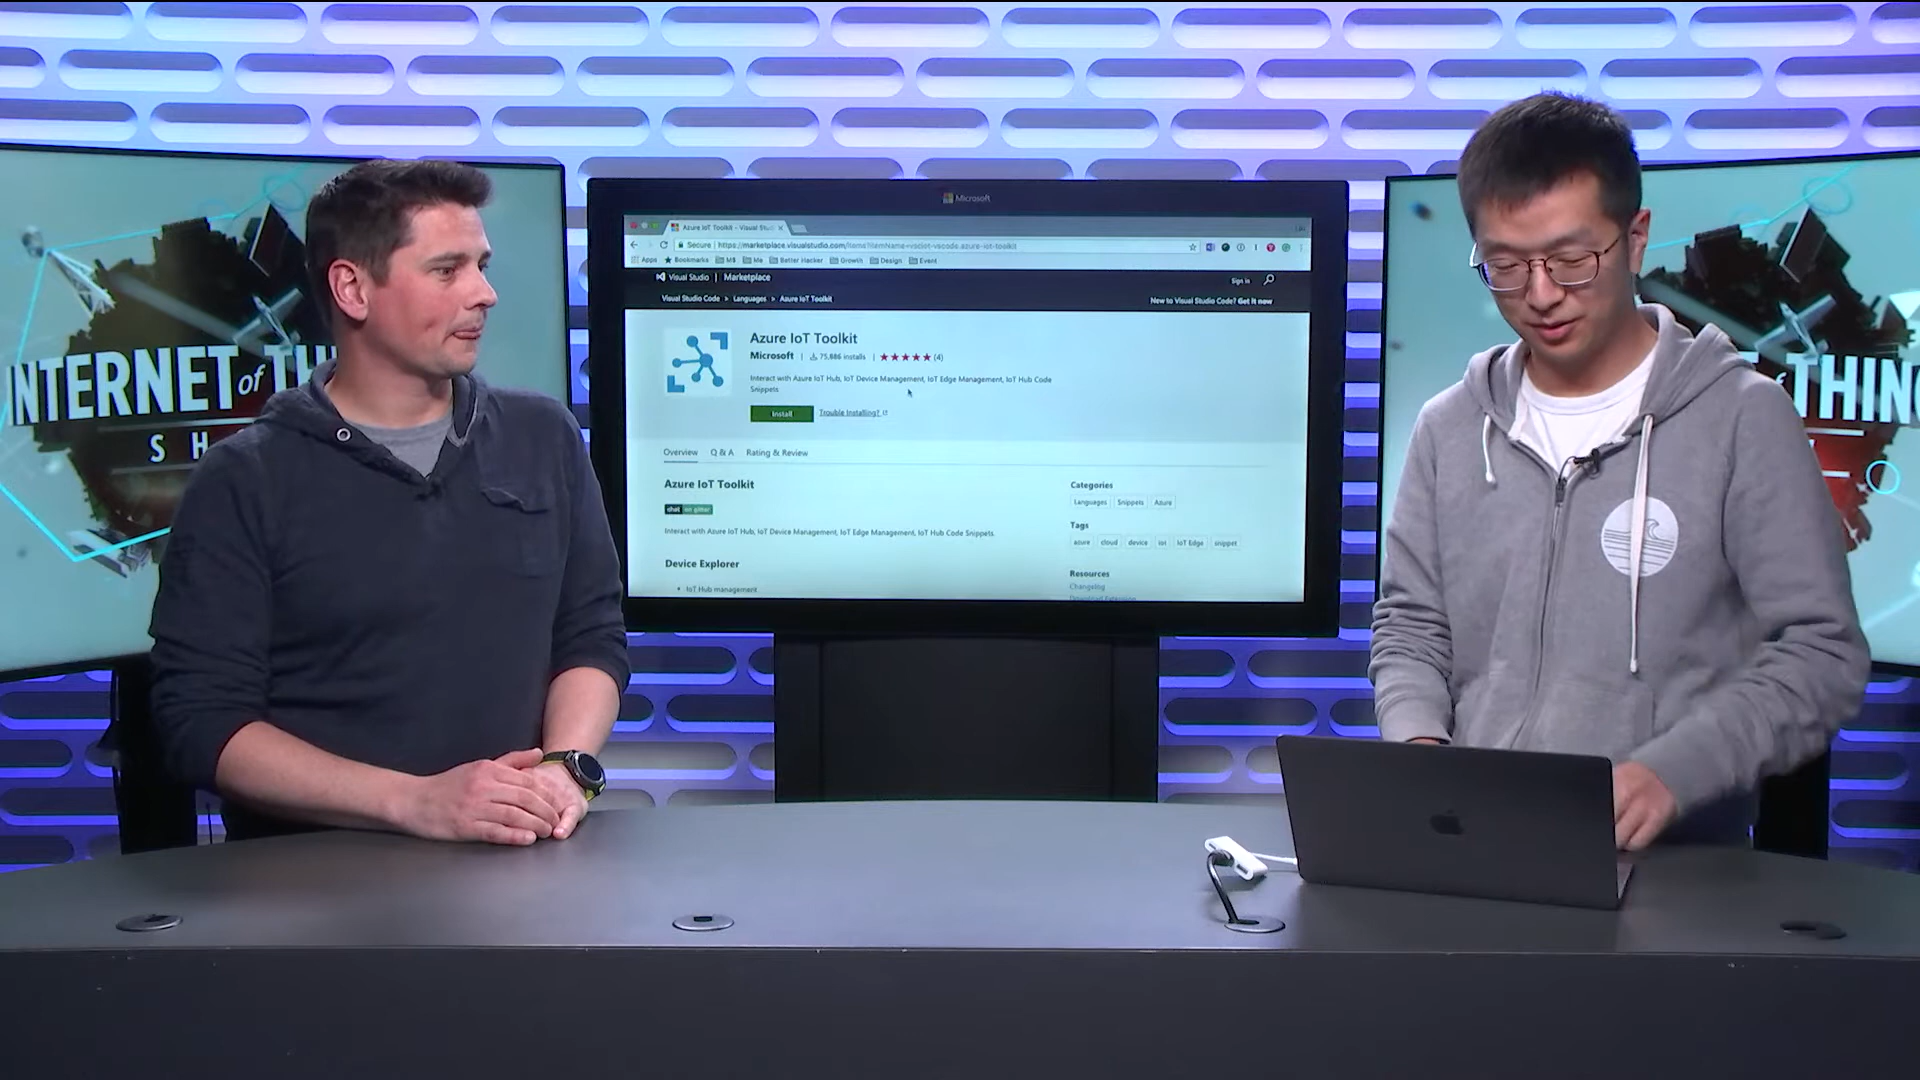 Microsoft
Azure IoT Toolkit - Visual Stu
Secure | https://marketplace.visualstudio.com/items?itemName=vsciot-vscode.azure-iot-toolkit
Apps Bookmarks MS Me Better Hacker Growth Design Event
Visual Studio | Marketplace
Sign in
Visual Studio Code > Languages > Azure IoT Toolkit
New to Visual Studio Code? Get it now
Azure IoT Toolkit
Microsoft | 75,886 installs | ★★★★★ (4)
Interact with Azure IoT Hub, IoT Device Management, IoT Edge Management, IoT Hub Code
Snippets
Install Trouble Installing?
Overview Q & A Rating & Review
Azure IoT Toolkit
chat on gitter
Interact with Azure IoT Hub, IoT Device Management, IoT Edge Management, IoT Hub Code Snippets.
Device Explorer
• IoT Hub management
Categories
Languages Snippets Azure
Tags
azure cloud device iot IoT Edge snippet
Resources
Changelog
Download Extension
INTERNET of TH
SH
THING